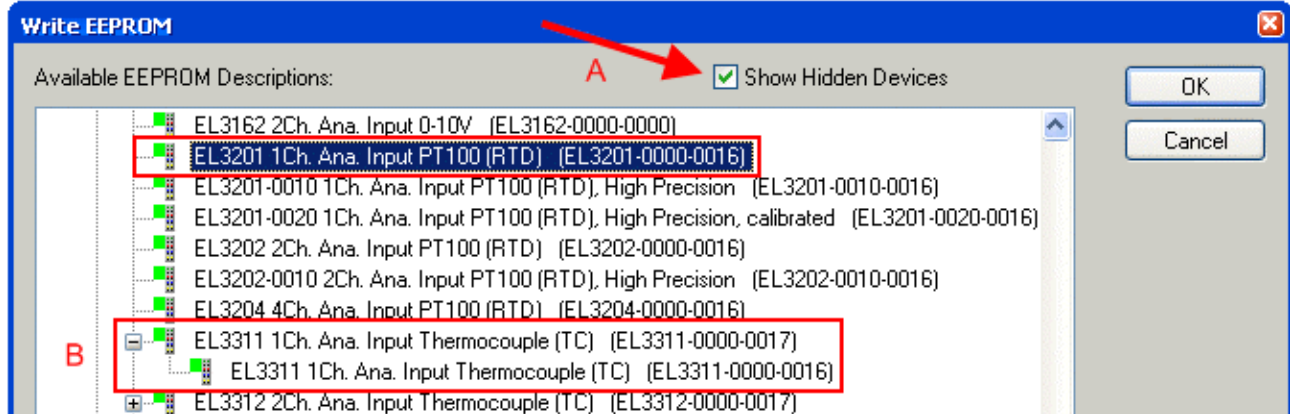 Write EEPROM
Available EEPROM Descriptions:
A
Show Hidden Devices
OK
Cancel
EL3162 2Ch. Ana. Input 0-10V (EL3162-0000-0000)
EL3201 1Ch. Ana. Input PT100 (RTD) (EL3201-0000-0016)
EL3201-0010 1Ch. Ana. Input PT100 (RTD), High Precision (EL3201-0010-0016)
EL3201-0020 1Ch. Ana. Input PT100 (RTD), High Precision, calibrated (EL3201-0020-0016)
EL3202 2Ch. Ana. Input PT100 (RTD) (EL3202-0000-0016)
EL3202-0010 2Ch. Ana. Input PT100 (RTD), High Precision (EL3202-0010-0016)
EL3204 4Ch. Ana. Input PT100 (RTD) (EL3204-0000-0016)
B
EL3311 1Ch. Ana. Input Thermocouple (TC) (EL3311-0000-0017)
EL3311 1Ch. Ana. Input Thermocouple (TC) (EL3311-0000-0016)
EL3312 2Ch. Ana. Input Thermocouple (TC) (EL3312-0000-0017)